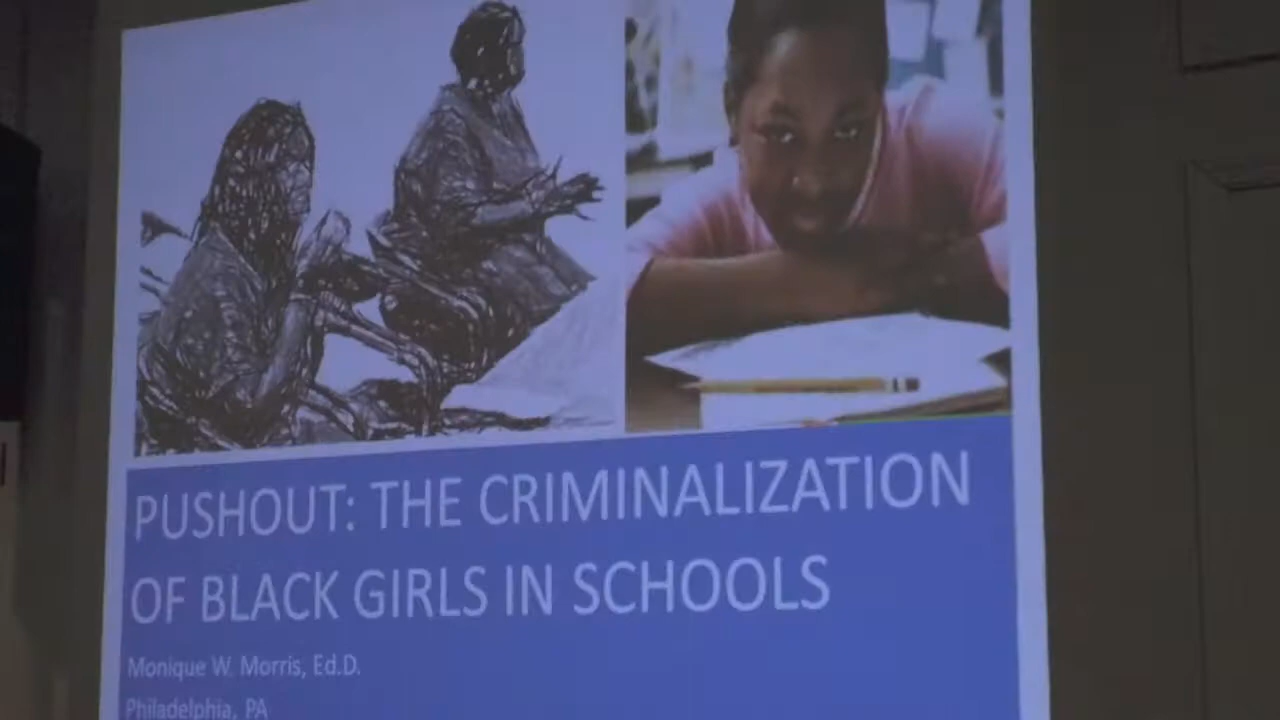 PUSHOUT: THE CRIMINALIZATION
OF BLACK GIRLS IN SCHOOLS
Monique W. Morris, Ed.D.
Philadelphia, PA